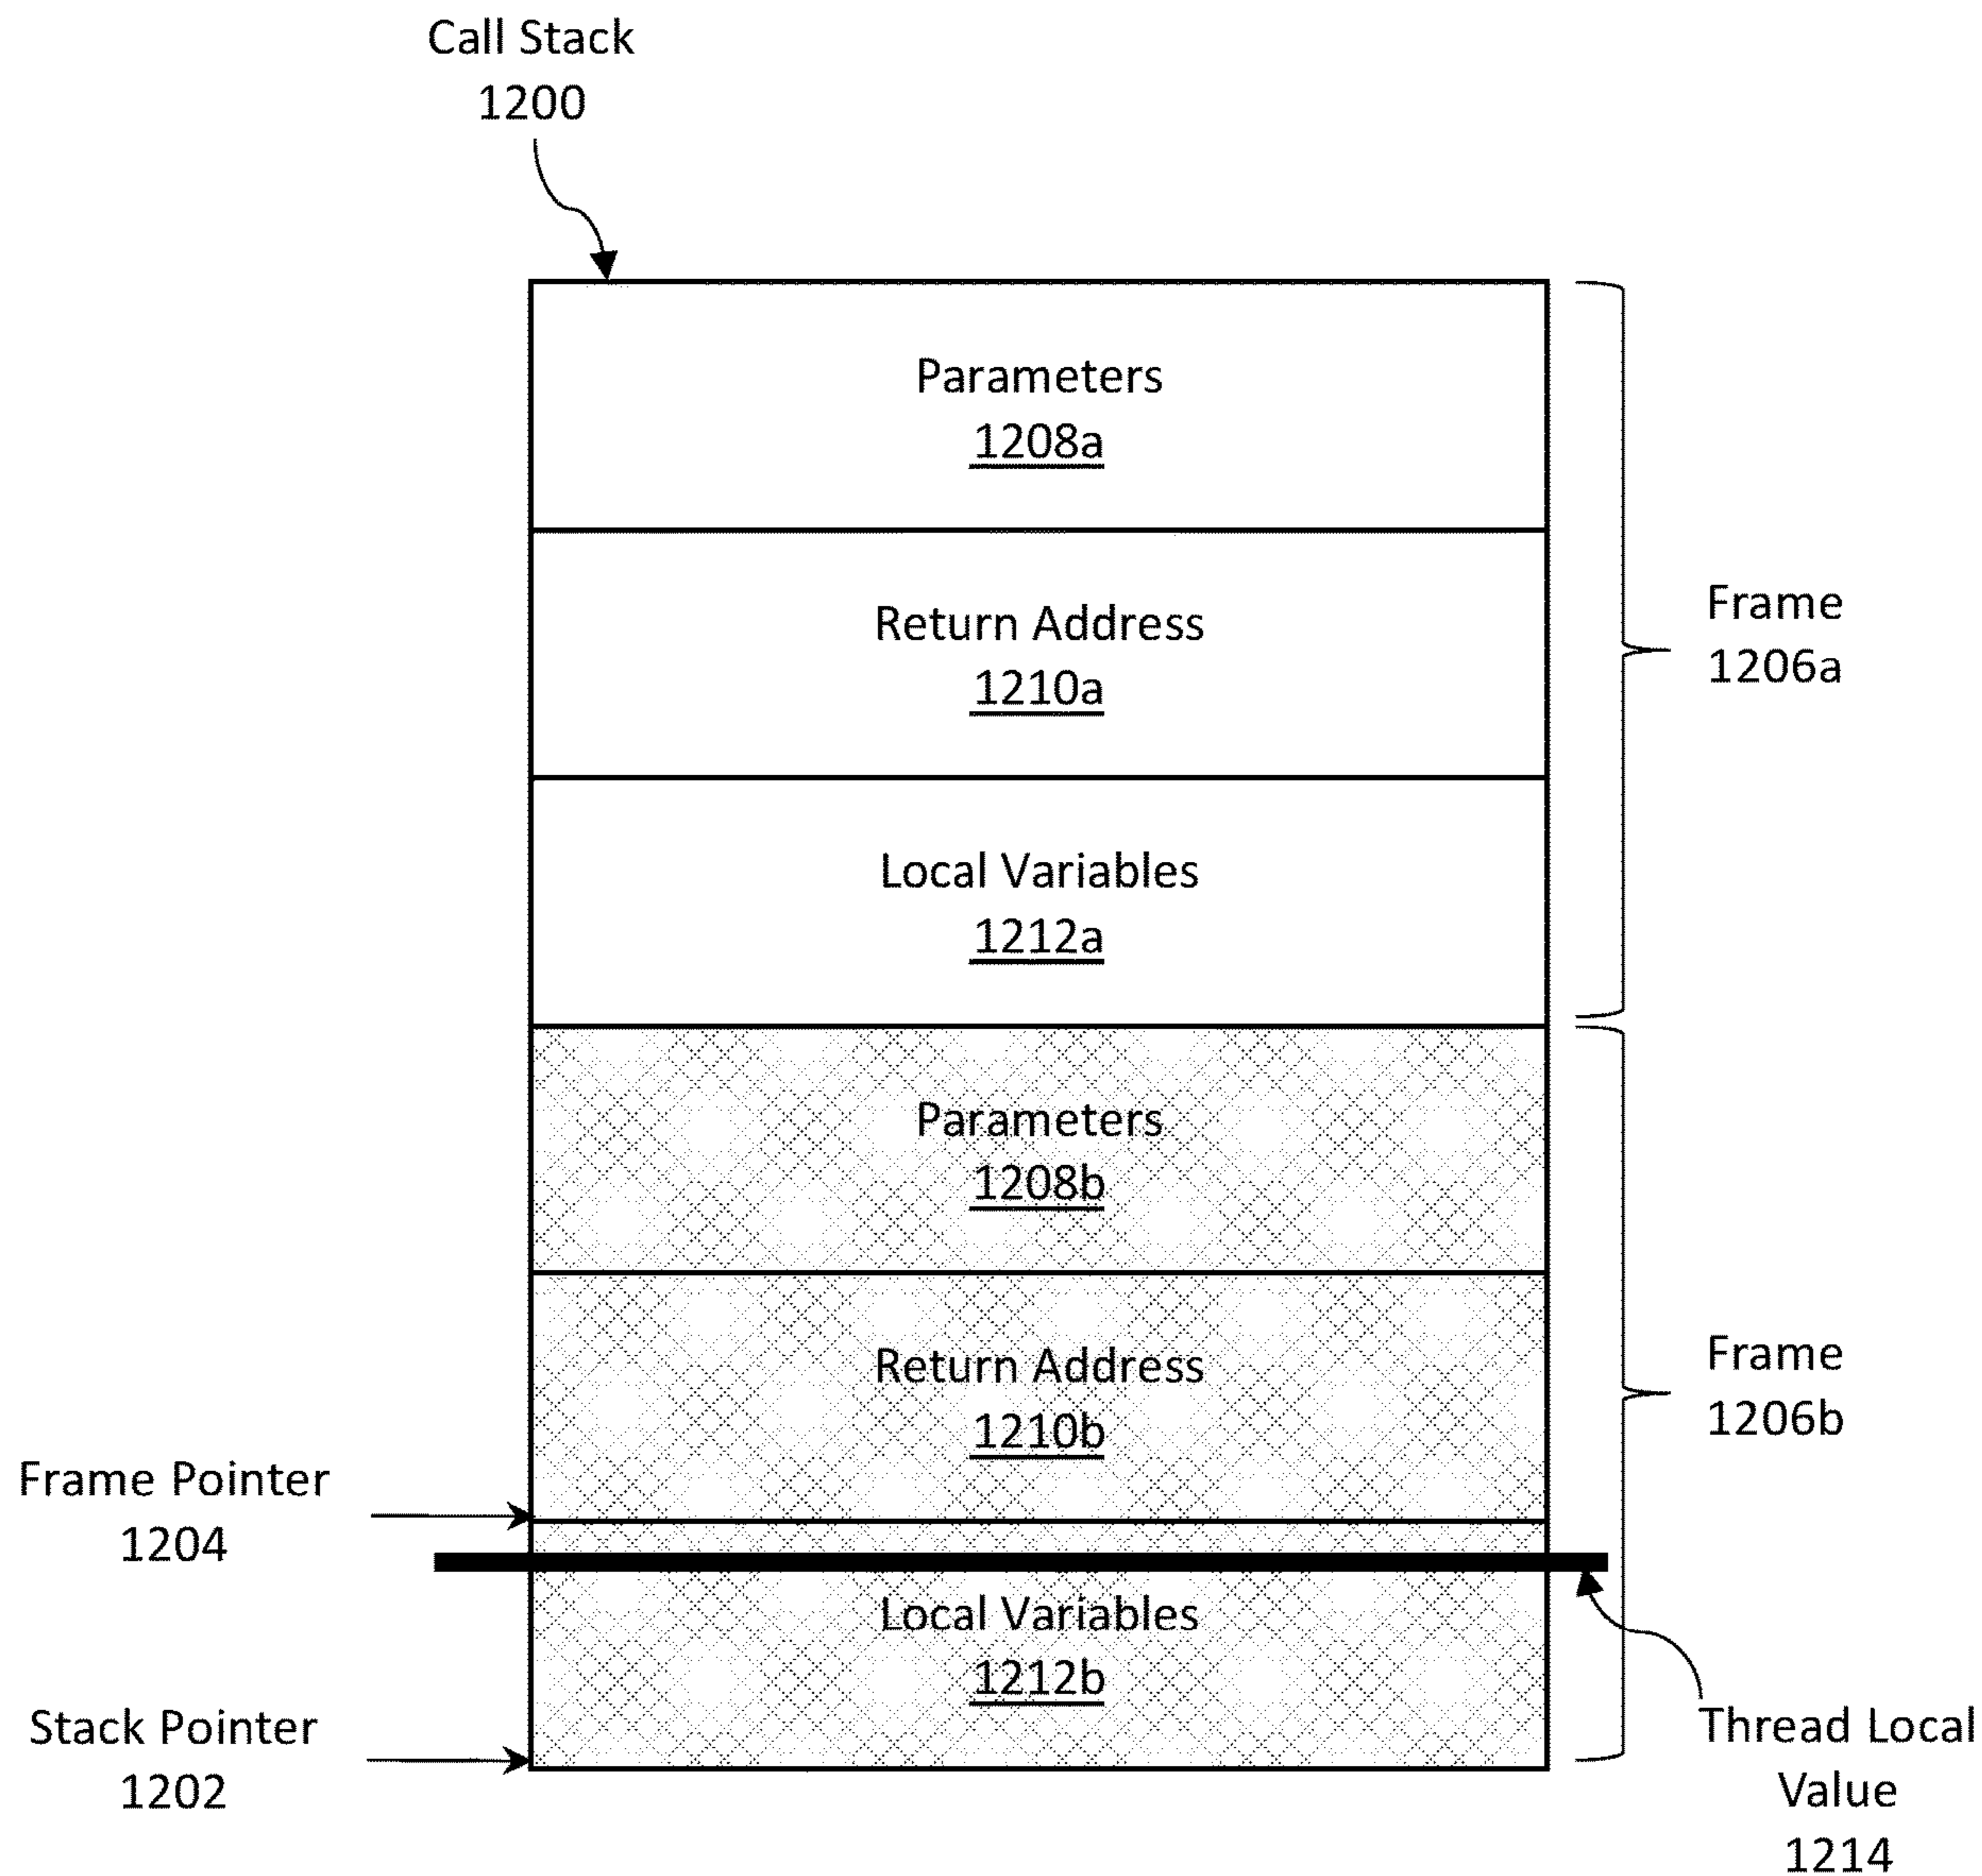 Call Stack
1200
Parameters
1208a
Return Address
1210a
Frame
1206a
Local Variables
1212a
Parameters
1208b
Return Address
1210b
Frame
1206b
Frame Pointer
1204
Local Variables
1212b
Stack Pointer
1202
Thread Local
Value
1214